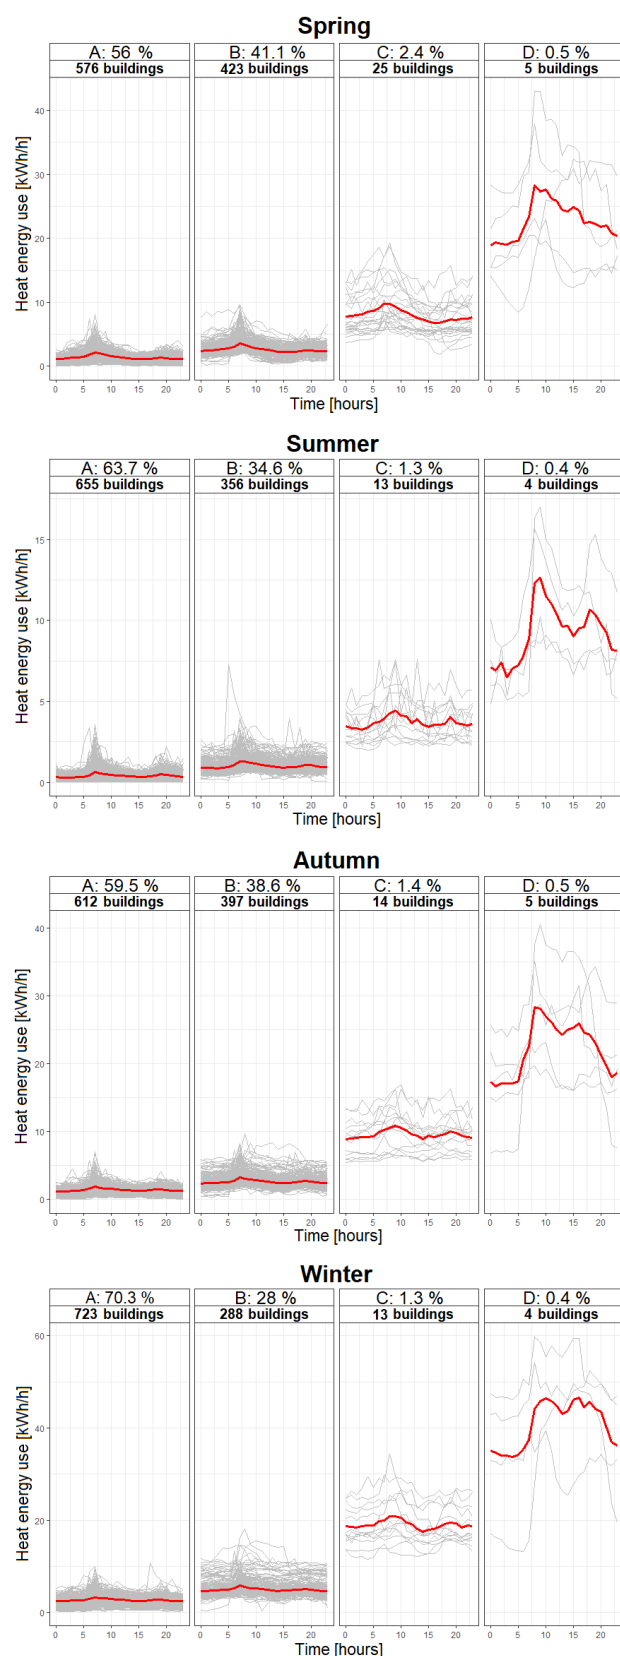 Spring
A: 56 % B: 41.1 % C: 2.4 % D: 0.5 %
576 buildings 423 buildings 25 buildings 5 buildings
Heat energy use [kWh/h]
40
30
20
10
0
0 5 10 15 20 0 5 10 15 20 0 5 10 15 20 0 5 10 15 20
Time [hours]
Summer
A: 63.7 % B: 34.6 % C: 1.3 % D: 0.4 %
655 buildings 356 buildings 13 buildings 4 buildings
Heat energy use [kWh/h]
15
10
5
0
0 5 10 15 20 0 5 10 15 20 0 5 10 15 20 0 5 10 15 20
Time [hours]
Autumn
A: 59.5 % B: 38.6 % C: 1.4 % D: 0.5 %
612 buildings 397 buildings 14 buildings 5 buildings
Heat energy use [kWh/h]
40
30
20
10
0
0 5 10 15 20 0 5 10 15 20 0 5 10 15 20 0 5 10 15 20
Time [hours]
Winter
A: 70.3 % B: 28 % C: 1.3 % D: 0.4 %
723 buildings 288 buildings 13 buildings 4 buildings
Heat energy use [kWh/h]
60
40
20
0
0 5 10 15 20 0 5 10 15 20 0 5 10 15 20 0 5 10 15 20
Time [hours]